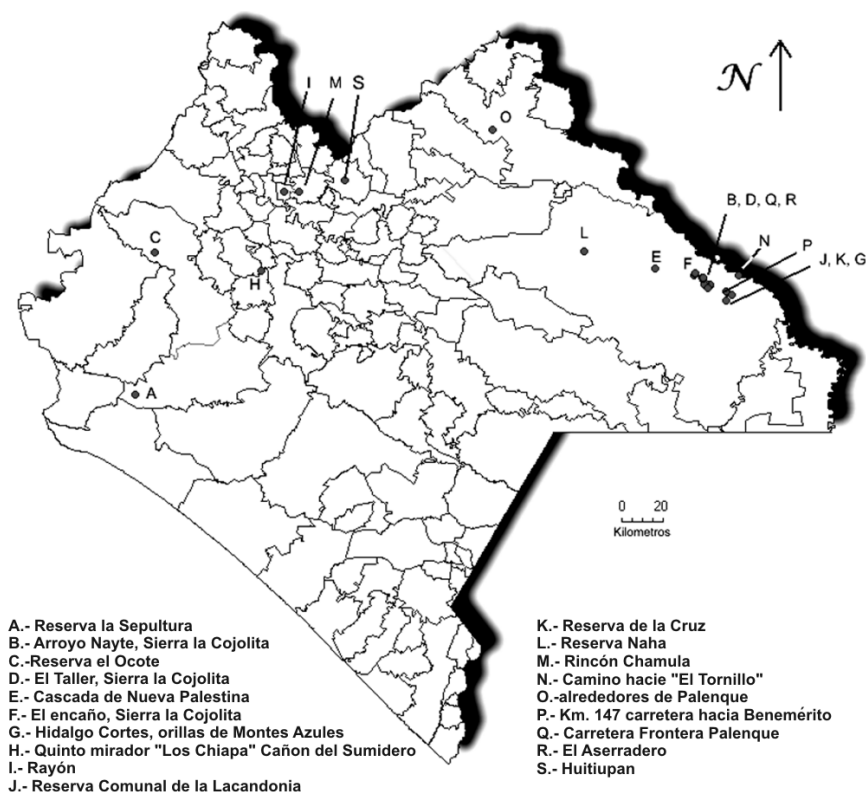 I M S
N
O
B, D, Q, R
C
L
E
F
N
P
J, K, G
H
A
0 20
Kilometros
A.- Reserva la Sepultura
B.- Arroyo Nayte, Sierra la Cojolita
C.-Reserva el Ocote
D.- El Taller, Sierra la Cojolita
E.- Cascada de Nueva Palestina
F.- El encaño, Sierra la Cojolita
G.- Hidalgo Cortes, orillas de Montes Azules
H.- Quinto mirador "Los Chiapa" Cañon del Sumidero
I.- Rayón
J.- Reserva Comunal de la Lacandonia
K.- Reserva de la Cruz
L.- Reserva Naha
M.- Rincón Chamula
N.- Camino hacie "El Tornillo"
O.-alrededores de Palenque
P.- Km. 147 carretera hacia Benemérito
Q.- Carretera Frontera Palenque
R.- El Aserradero
S.- Huitiupan